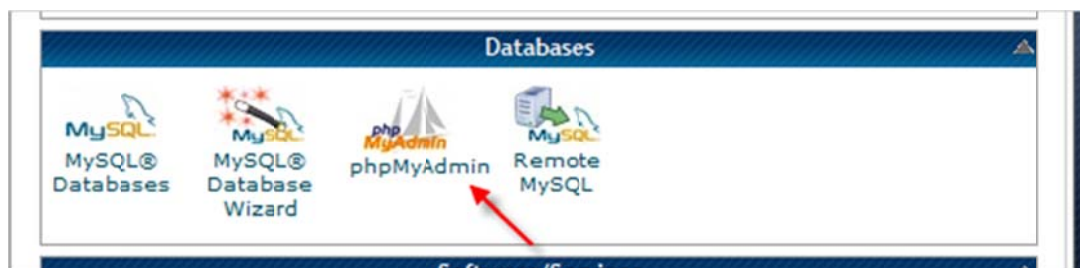 Databases
MySQL
MySQL
php
MyAdmin
MySQL
MySQL®
Databases
MySQL®
Database
Wizard
phpMyAdmin
Remote
MySQL